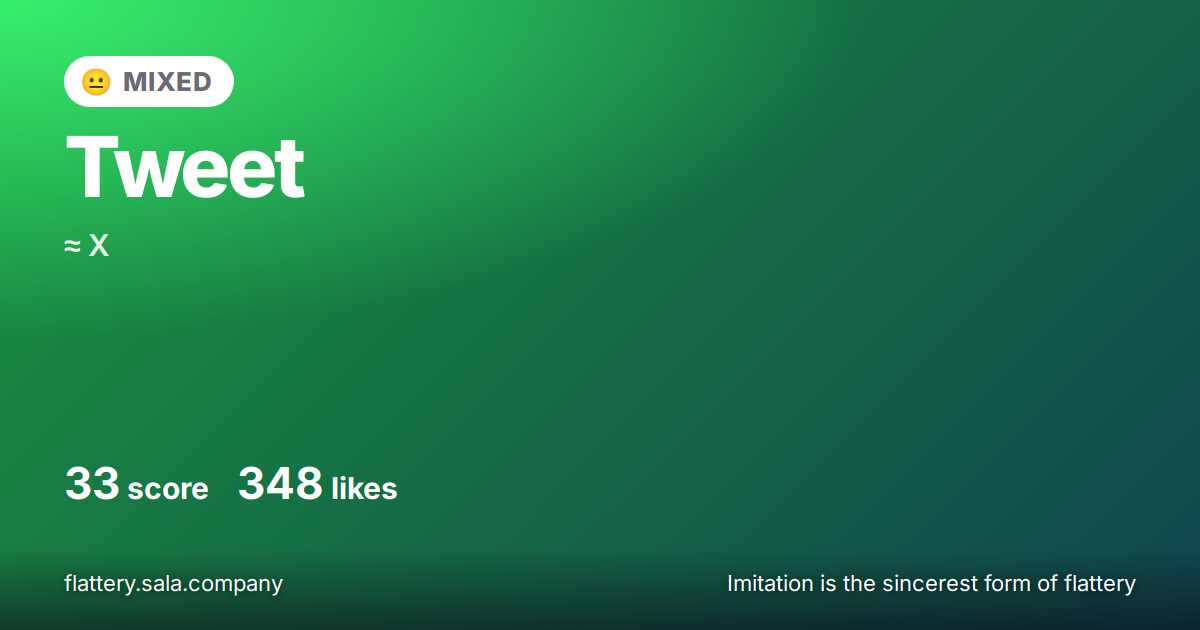 😐 MIXED
Tweet
≈ X
33 score 348 likes
flattery.sala.company
Imitation is the sincerest form of flattery